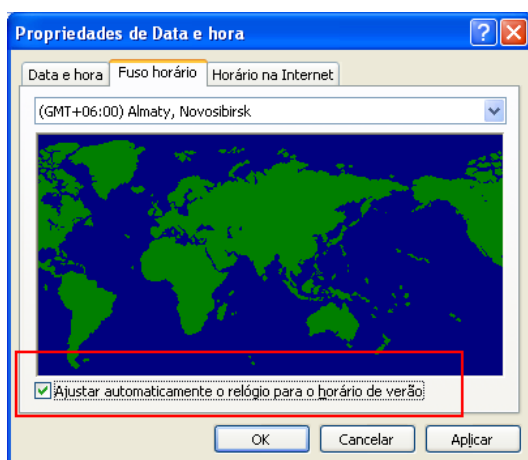 Propriedades de Data e hora
Data e hora Fuso horário Horário na Internet
(GMT+06:00) Almaty, Novosibirsk
Ajustar automaticamente o relógio para o horário de verão
OK Cancelar Aplicar